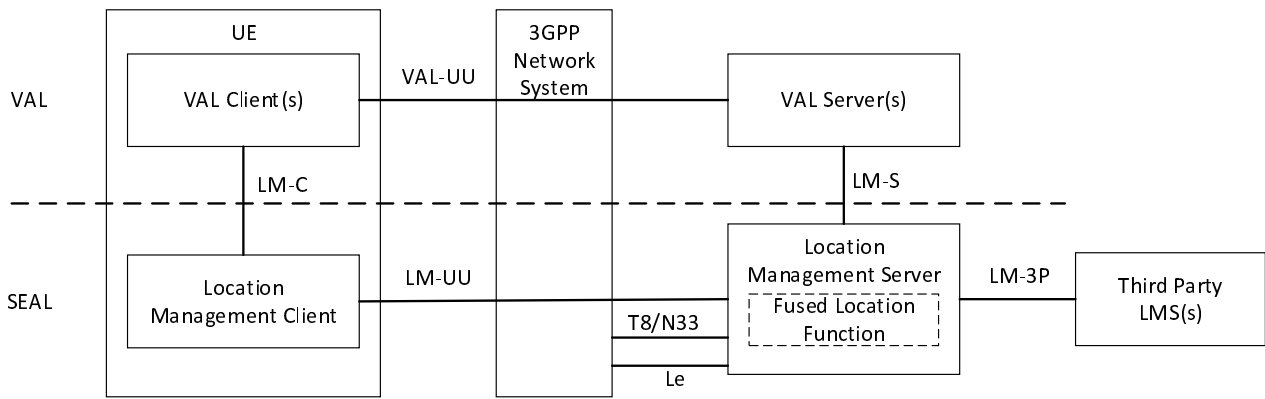 UE
3GPP
Network
System
VAL-UU
VAL
VAL Client(s)
VAL Server(s)
LM-C
LM-S
Location
Management Server
LM-UU
LM-3P
SEAL
Location
Management Client
Fused Location
Function
Third Party
LMS(s)
T8/N33
Le